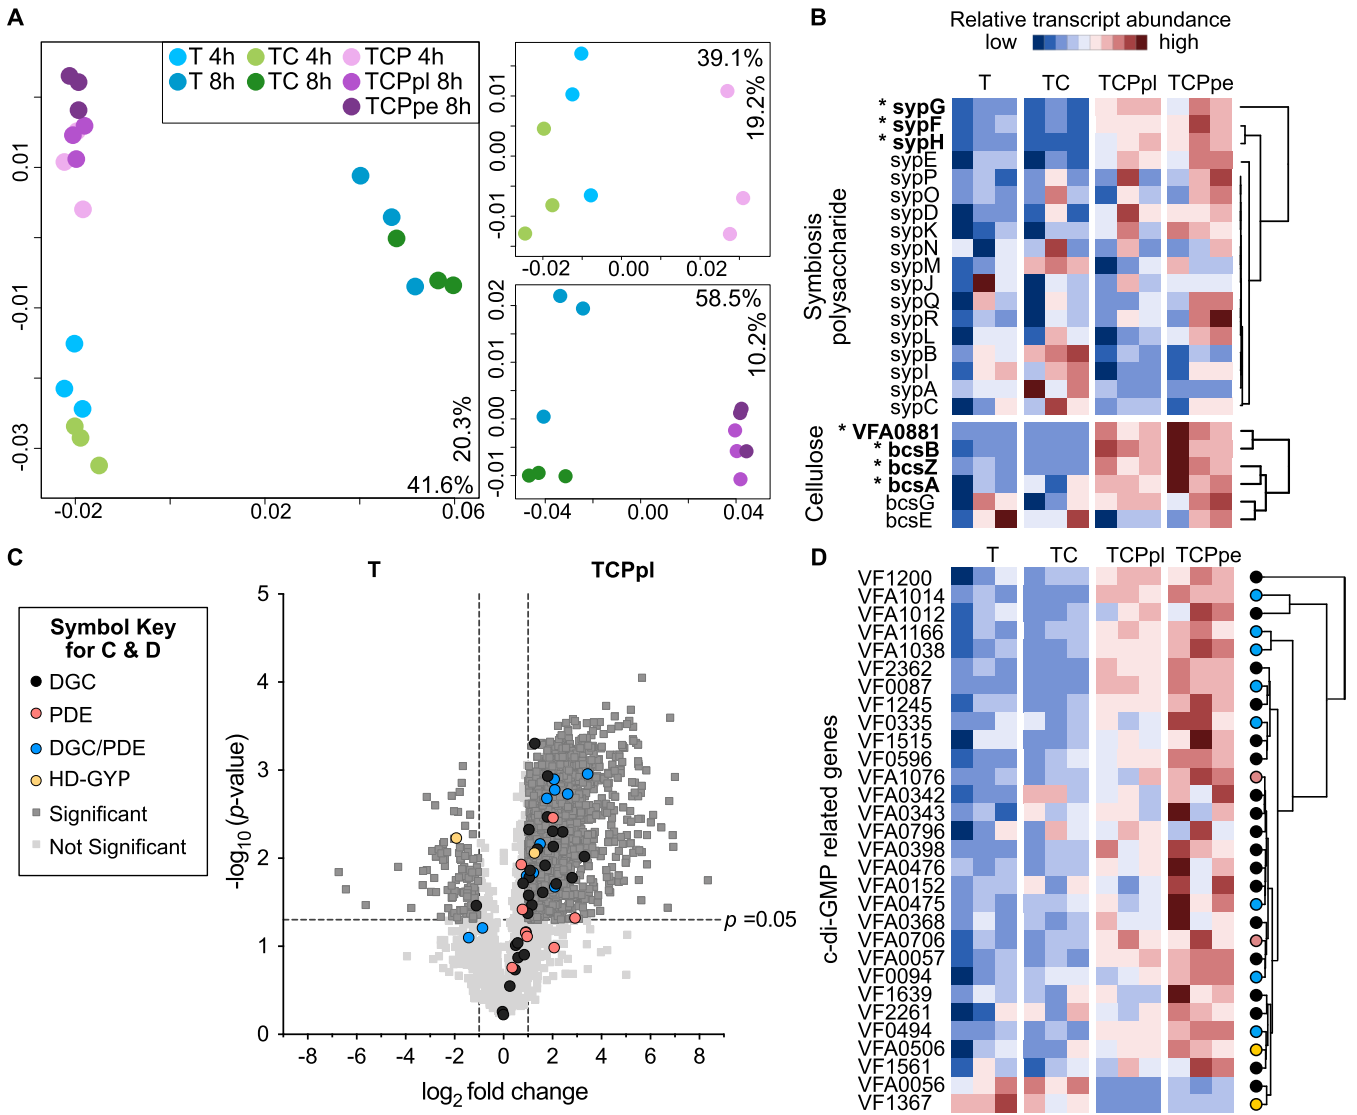 A
T 4h TC 4h TCP 4h
T 8h TC 8h TCPpl 8h
TCPpe 8h
0.01
-0.01
-0.03
20.3%
41.6%
-0.02 0.02 0.06
39.1%
19.2%
0.01
0.00
-0.01
-0.02 0.00 0.02
58.5%
10.2%
0.02
0.01
0.00
-0.01
-0.04 0.00 0.04
B
Relative transcript abundance
low high
T TC TCPpl TCPpe
Symbiosis
polysaccharide
* sypG
* sypF
* sypH
sypE
sypP
sypO
sypD
sypK
sypN
sypM
sypJ
sypQ
sypR
sypL
sypB
sypI
sypA
sypC
Cellulose
* VFA0881
* bcsB
* bcsZ
* bcsA
bcsG
bcsE
C
T TCPpl
Symbol Key
for C & D
DGC
PDE
DGC/PDE
HD-GYP
Significant
Not Significant
-log10 (p-value)
5
4
3
2
1
0
p =0.05
-8 -6 -4 -2 0 2 4 6 8
log2 fold change
D
T TC TCPpl TCPpe
c-di-GMP related genes
VF1200
VFA1014
VFA1012
VFA1166
VFA1038
VF2362
VF0087
VF1245
VF0335
VF1515
VF0596
VFA1076
VFA0342
VFA0343
VFA0796
VFA0398
VFA0476
VFA0152
VFA0475
VFA0368
VFA0706
VFA0057
VF0094
VF1639
VF2261
VF0494
VFA0506
VF1561
VFA0056
VF1367